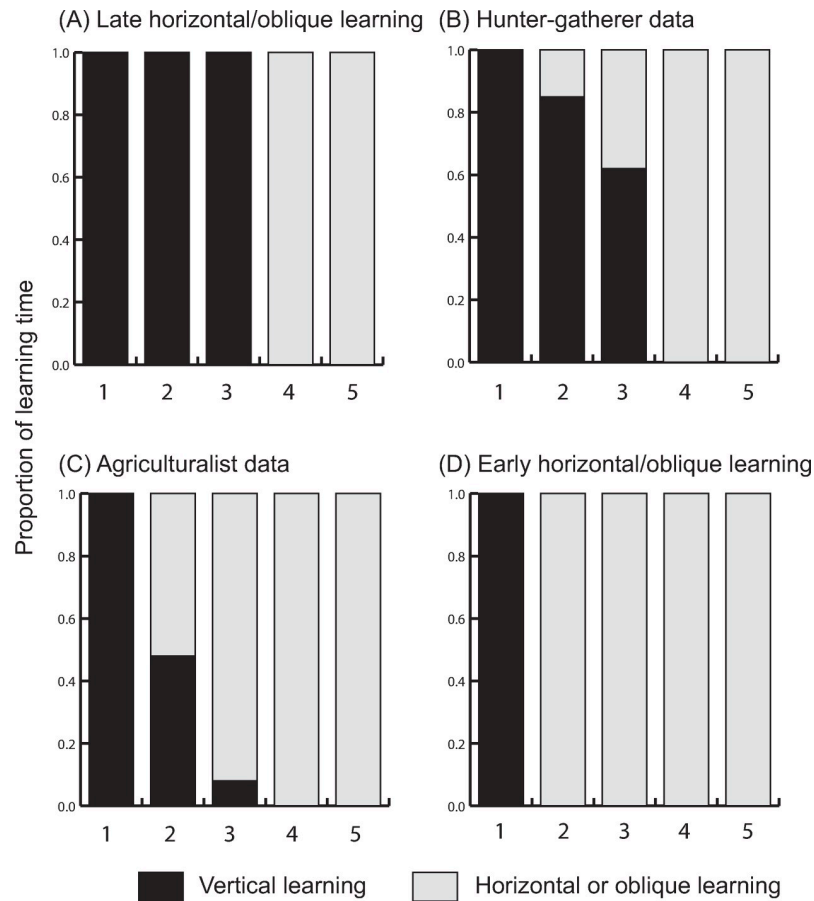 (A) Late horizontal/oblique learning
(B) Hunter-gatherer data
Proportion of learning time
1.0
0.8
0.6
0.4
0.2
0.0
1 2 3 4 5
1.0
0.8
0.6
0.4
0.2
0.0
1 2 3 4 5
(C) Agriculturalist data
(D) Early horizontal/oblique learning
1.0
0.8
0.6
0.4
0.2
0.0
1 2 3 4 5
1.0
0.8
0.6
0.4
0.2
0.0
1 2 3 4 5
Vertical learning
Horizontal or oblique learning